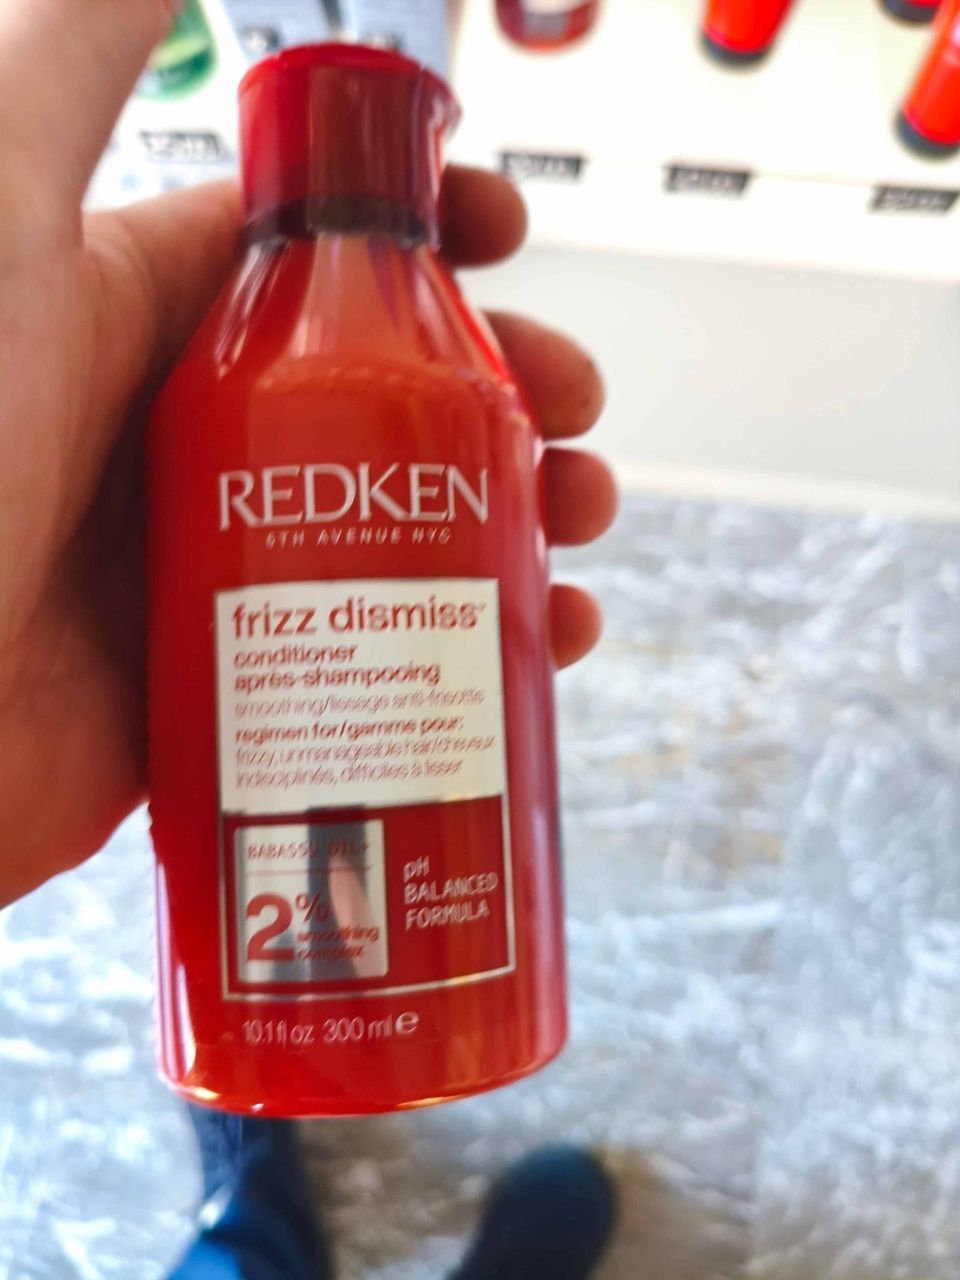 REDKEN
5TH AVENUE NYC
frizz dismiss
conditioner
après-shampooing
smoothing/lissage anti-frisottis
regimen for/gamme pour:
frizzy, unmanageable hair/cheveux
indisciplinés, difficiles à lisser
BABASSU OIL+
2%
smoothing
complex
pH
BALANCED
FORMULA
10.1 fl oz 300 ml e